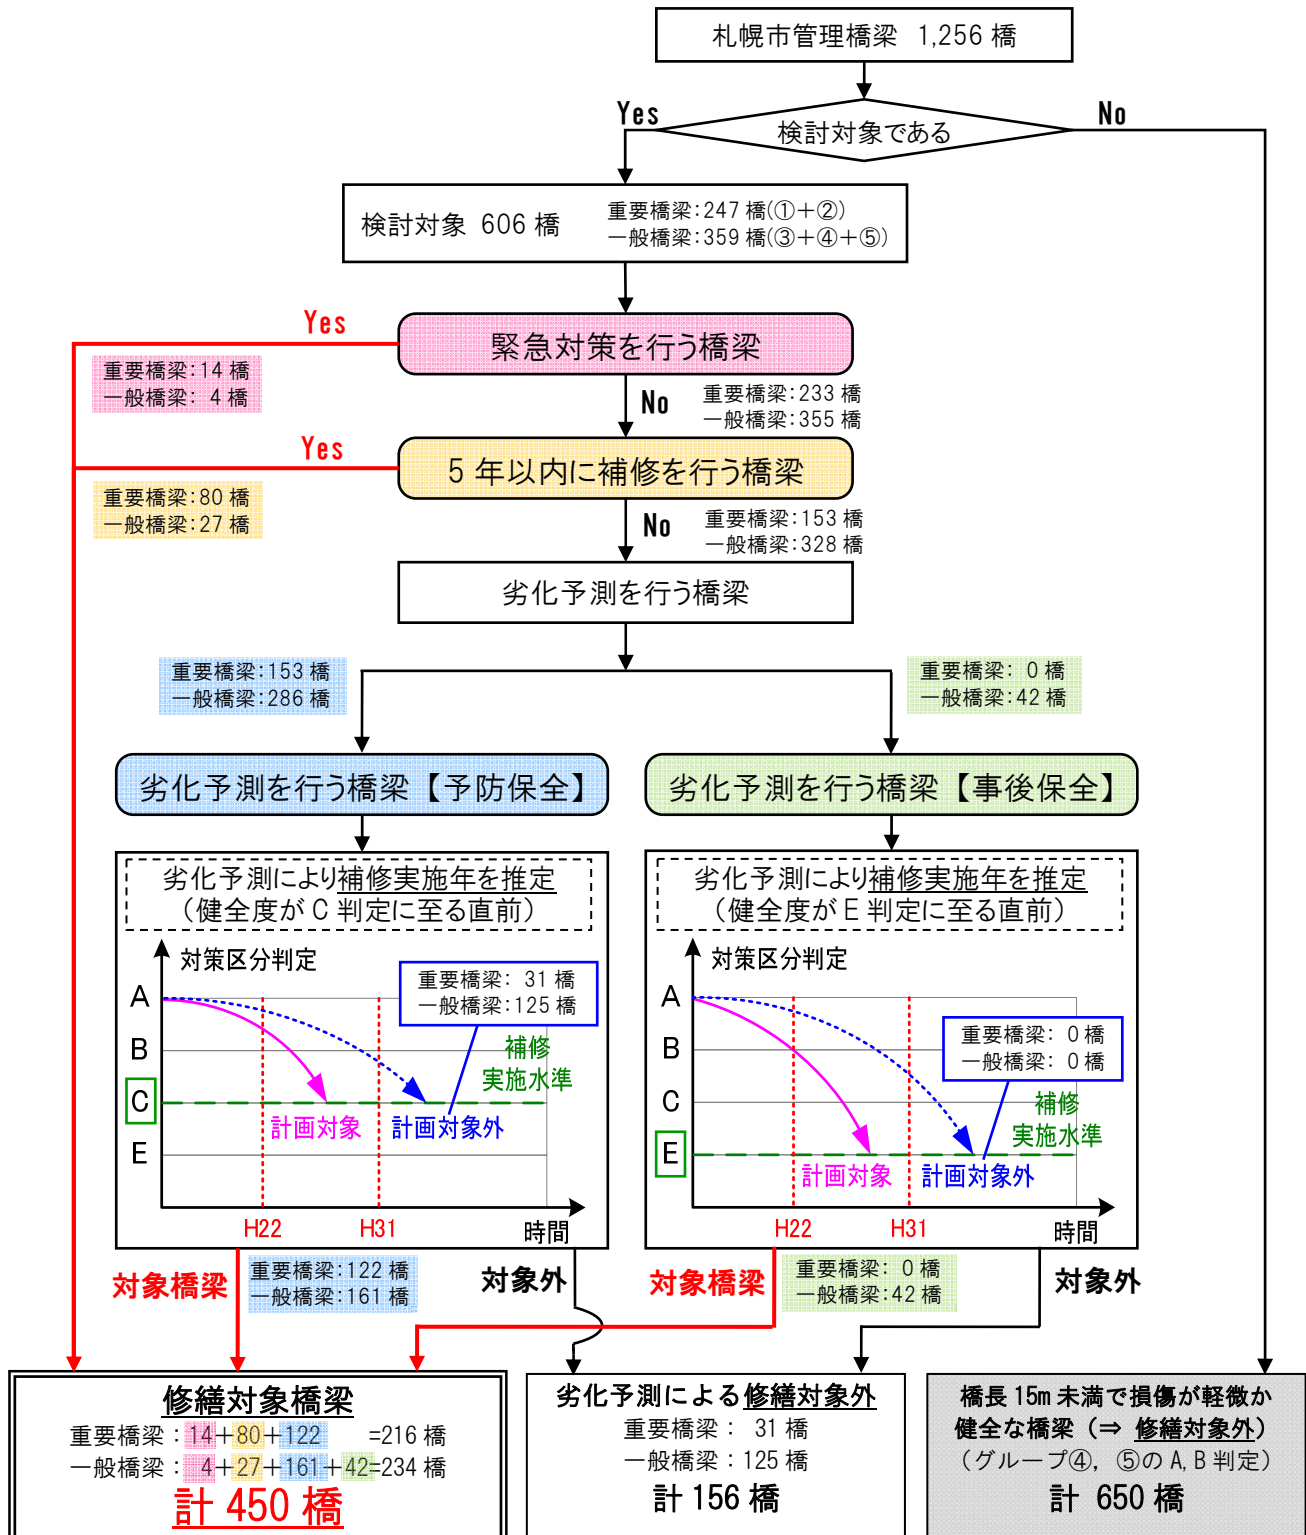 札幌市管理橋梁 1,256 橋
Yes
No
検討対象である
検討対象 606 橋
重要橋梁:247 橋(①+②)
一般橋梁:359 橋(③+④+⑤)
Yes
緊急対策を行う橋梁
重要橋梁:14 橋
一般橋梁: 4 橋
No
重要橋梁:233 橋
一般橋梁:355 橋
Yes
5 年以内に補修を行う橋梁
重要橋梁:80 橋
一般橋梁:27 橋
No
重要橋梁:153 橋
一般橋梁:328 橋
劣化予測を行う橋梁
重要橋梁:153 橋
一般橋梁:286 橋
重要橋梁: 0 橋
一般橋梁:42 橋
劣化予測を行う橋梁【予防保全】
劣化予測を行う橋梁【事後保全】
劣化予測により補修実施年を推定
(健全度が C 判定に至る直前)
対策区分判定
重要橋梁: 31 橋
一般橋梁:125 橋
A
B
C
E
補修
実施水準
計画対象
計画対象外
H22
H31
時間
劣化予測により補修実施年を推定
(健全度が E 判定に至る直前)
対策区分判定
重要橋梁: 0 橋
一般橋梁: 0 橋
A
B
C
E
補修
実施水準
計画対象
計画対象外
H22
H31
時間
対象橋梁
重要橋梁:122 橋
一般橋梁:161 橋
対象外
対象橋梁
重要橋梁: 0 橋
一般橋梁:42 橋
対象外
修繕対象橋梁
重要橋梁:14+80+122 =216 橋
一般橋梁: 4+27+161+42=234 橋
計 450 橋
劣化予測による修繕対象外
重要橋梁: 31 橋
一般橋梁:125 橋
計 156 橋
橋長 15m 未満で損傷が軽微か
健全な橋梁(⇒ 修繕対象外)
(グループ④, ⑤の A, B 判定)
計 650 橋